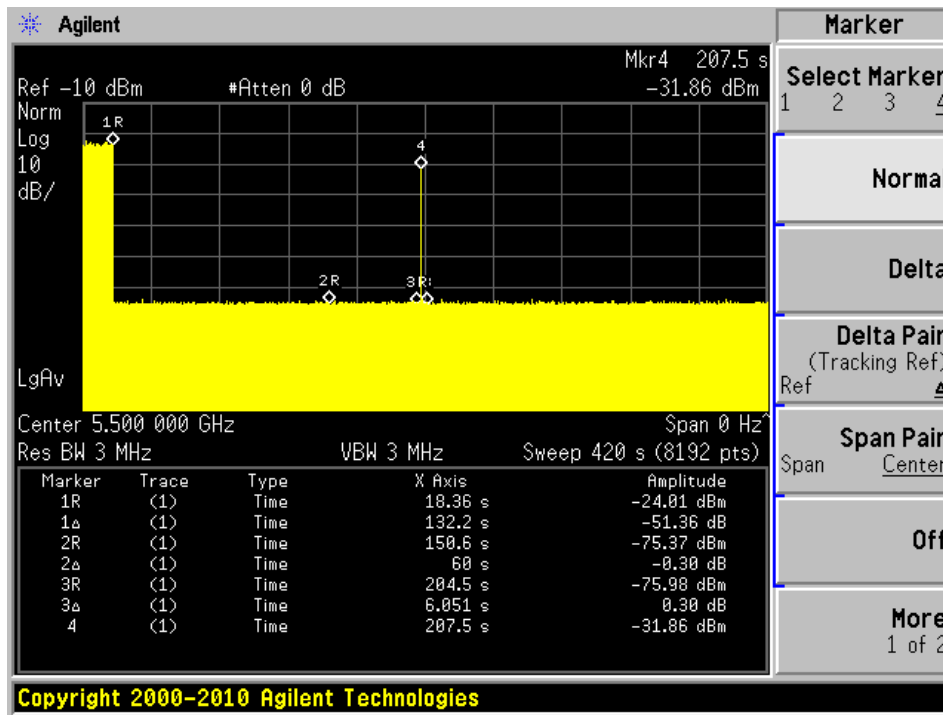 Agilent
Marker
Mkr4 207.5 s
Ref -10 dBm #Atten 0 dB -31.86 dBm
Norm
Log
10
dB/
1R
4
2R
3R
LgAv
Center 5.500 000 GHz Span 0 Hz^
Res BW 3 MHz VBW 3 MHz Sweep 420 s (8192 pts)
Marker Trace Type X Axis Amplitude
1R (1) Time 18.36 s -24.01 dBm
1Δ (1) Time 132.2 s -51.36 dB
2R (1) Time 150.6 s -75.37 dBm
2Δ (1) Time 60 s -0.30 dB
3R (1) Time 204.5 s -75.98 dBm
3Δ (1) Time 6.051 s 0.30 dB
4 (1) Time 207.5 s -31.86 dBm
Select Marker
1 2 3 4
Norma
Delta
Delta Pair
(Tracking Ref)
Ref Δ
Span Pair
Span Center
Off
More
1 of 2
Copyright 2000-2010 Agilent Technologies